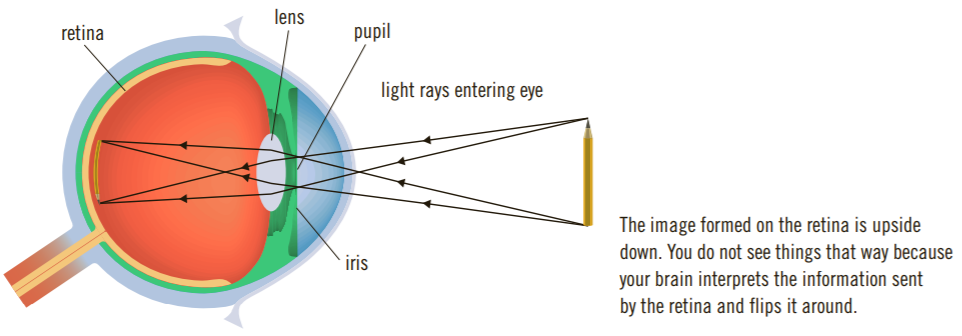 lens
retina
pupil
light rays entering eye
iris
The image formed on the retina is upside
down. You do not see things that way because
your brain interprets the information sent
by the retina and flips it around.